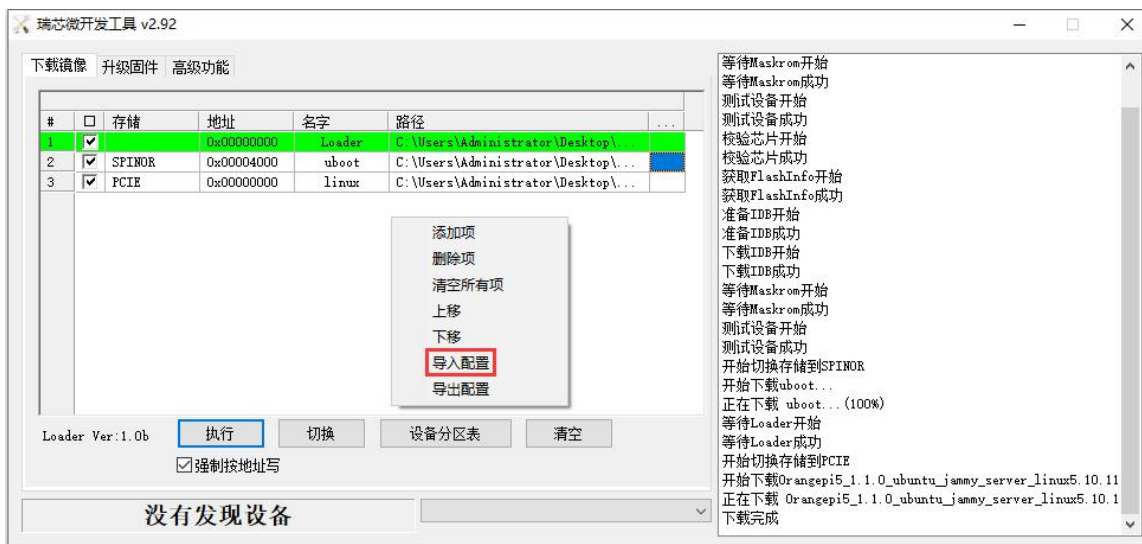 瑞芯微开发工具 v2.92
下载镜像 升级固件 高级功能
# 存储 地址 名字 路径 ...
1 0x00000000 Loader C:\Users\Administrator\Desktop\...
2 SPINOR 0x00004000 uboot C:\Users\Administrator\Desktop\...
3 PCIE 0x00000000 linux C:\Users\Administrator\Desktop\...
添加项
删除项
清空所有项
上移
下移
导入配置
导出配置
Loader Ver:1.0b 执行 切换 设备分区表 清空
强制按地址写
没有发现设备
等待Maskrom开始
等待Maskrom成功
测试设备开始
测试设备成功
校验芯片开始
校验芯片成功
获取FlashInfo开始
获取FlashInfo成功
准备IDB开始
准备IDB成功
下载IDB开始
下载IDB成功
等待Maskrom开始
等待Maskrom成功
测试设备开始
测试设备成功
开始切换存储到SPINOR
开始下载uboot...
正在下载 uboot...(100%)
等待Loader开始
等待Loader成功
开始切换存储到PCIE
开始下载Orangepi5_1.1.0_ubuntu_jammy_server_linux5.10.11
正在下载 Orangepi5_1.1.0_ubuntu_jammy_server_linux5.10.1
下载完成